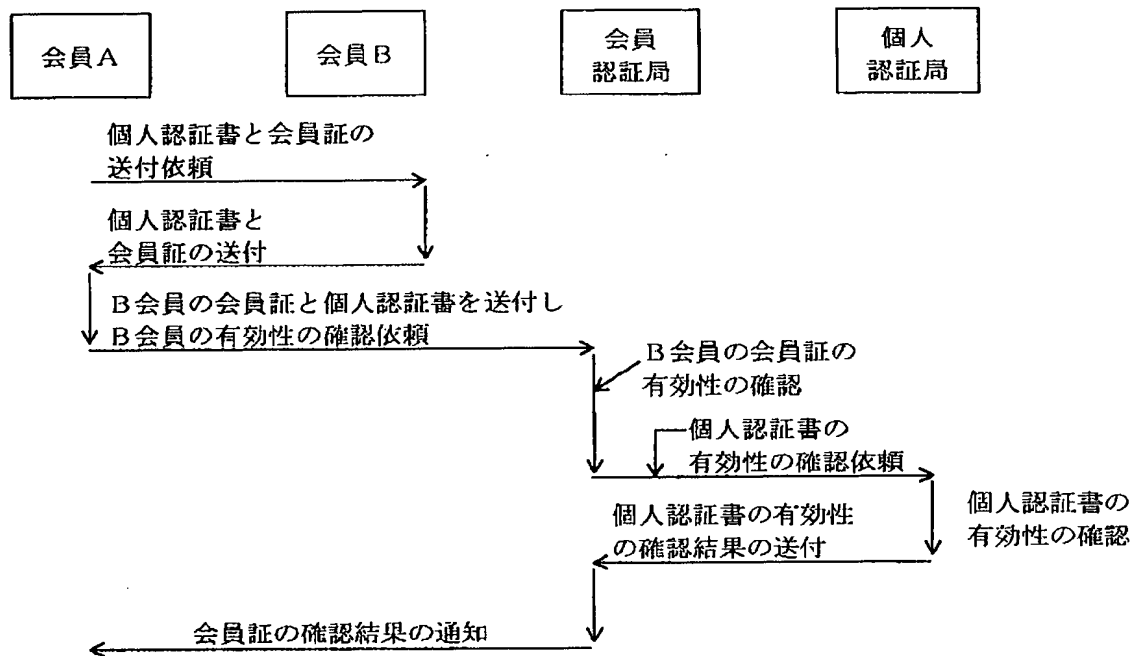 会員A
会員B
会員
認証局
個人
認証局
個人認証書と会員証の
送付依頼
個人認証書と
会員証の送付
B会員の会員証と個人認証書を送付し
B会員の有効性の確認依頼
B会員の会員証の
有効性の確認
個人認証書の
有効性の確認依頼
個人認証書の
有効性の確認
個人認証書の有効性
の確認結果の送付
会員証の確認結果の通知